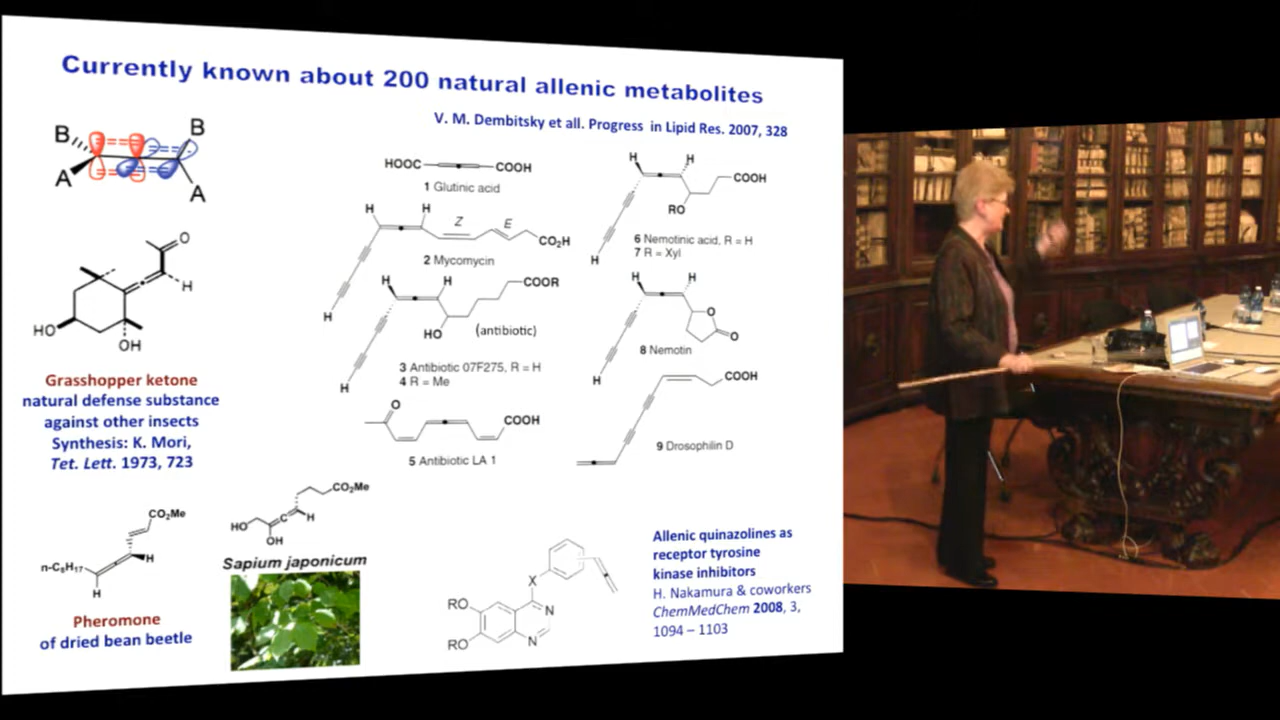 Currently known about 200 natural allenic metabolites
V. M. Dembitsky et all. Progress in Lipid Res. 2007, 328
B
B
A
A
HOOC
COOH
1 Glutinic acid
H
H
Z
E
CO₂H
2 Mycomycin
H
H
H
COOR
HO
(antibiotic)
H
3 Antibiotic 07F275, R = H
4 R = Me
O
COOH
5 Antibiotic LA 1
H
H
COOH
RO
H
6 Nemotinic acid, R = H
7 R = Xyl
H
H
O
O
H
8 Nemotin
COOH
9 Drosophilin D
O
H
HO
OH
Grasshopper ketone
natural defense substance
against other insects
Synthesis: K. Mori,
Tet. Lett. 1973, 723
CO₂Me
n-C₈H₁₇
H
H
Pheromone
of dried bean beetle
CO₂Me
HO
H
OH
Sapium japonicum
X
RO
RO
N
N
Allenic quinazolines as
receptor tyrosine
kinase inhibitors
H. Nakamura & coworkers
ChemMedChem 2008, 3,
1094 – 1103